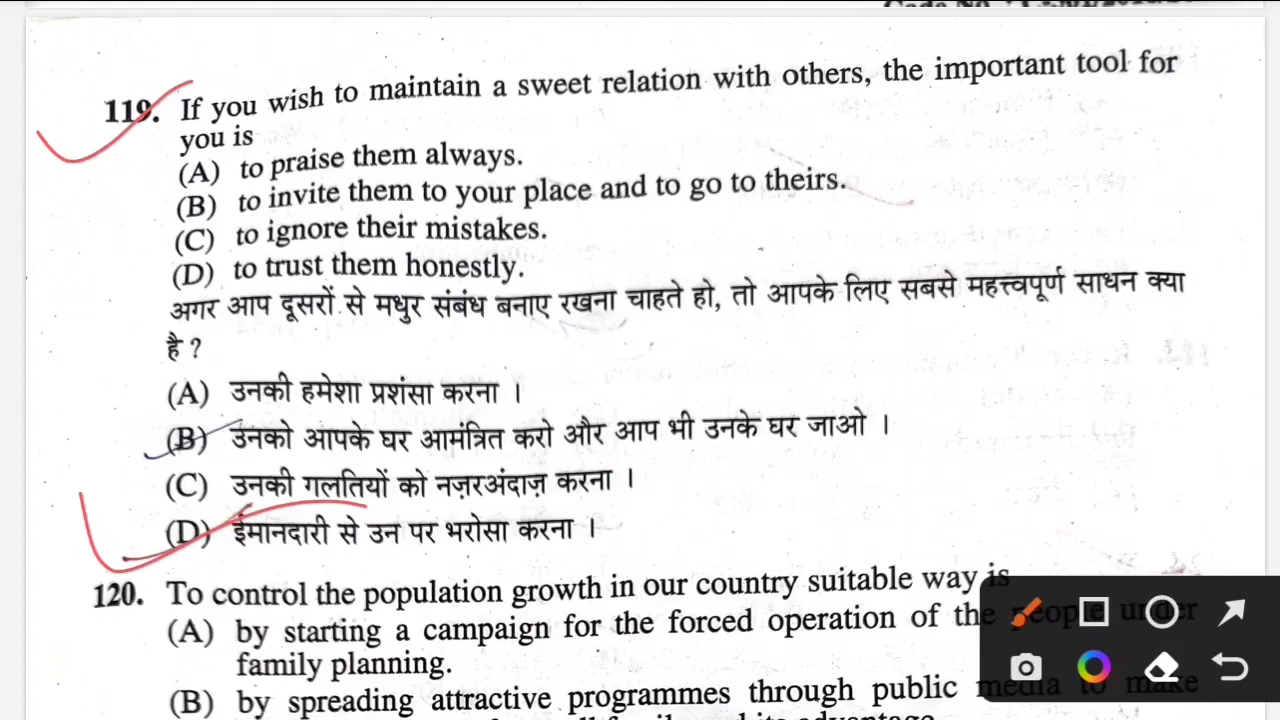 119. If you wish to maintain a sweet relation with others, the important tool for
you is
(A) to praise them always.
(B) to invite them to your place and to go to theirs.
(C) to ignore their mistakes.
(D) to trust them honestly.
अगर आप दूसरों से मधुर संबंध बनाए रखना चाहते हो, तो आपके लिए सबसे महत्त्वपूर्ण साधन क्या
है ?
(A) उनकी हमेशा प्रशंसा करना ।
(B) उनको आपके घर आमंत्रित करो और आप भी उनके घर जाओ ।
(C) उनकी गलतियों को नज़रअंदाज़ करना ।
(D) ईमानदारी से उन पर भरोसा करना ।
120. To control the population growth in our country suitable way is
(A) by starting a campaign for the forced operation of the people under
family planning.
(B) by spreading attractive programmes through public media to make